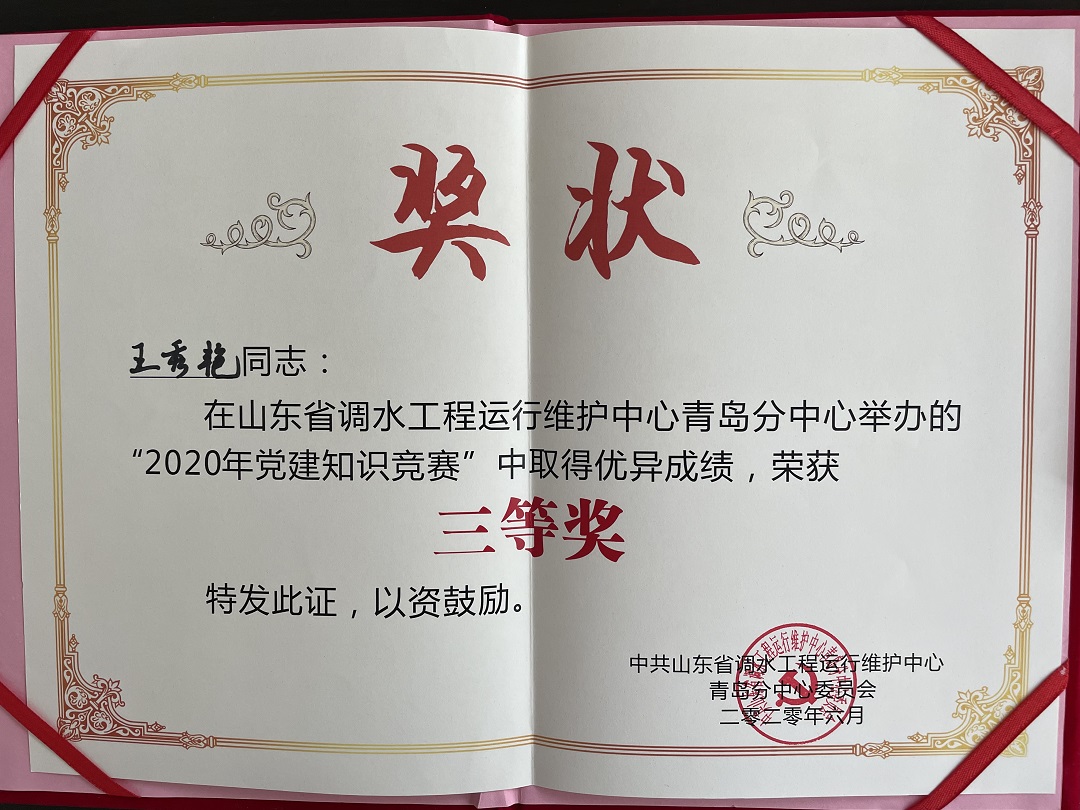 奖状
王秀艳同志：
在山东省调水工程运行维护中心青岛分中心举办的
“2020年党建知识竞赛”中取得优异成绩，荣获
三等奖
特发此证，以资鼓励。
中共山东省调水工程运行维护中心
青岛分中心委员会
二零二零年六月